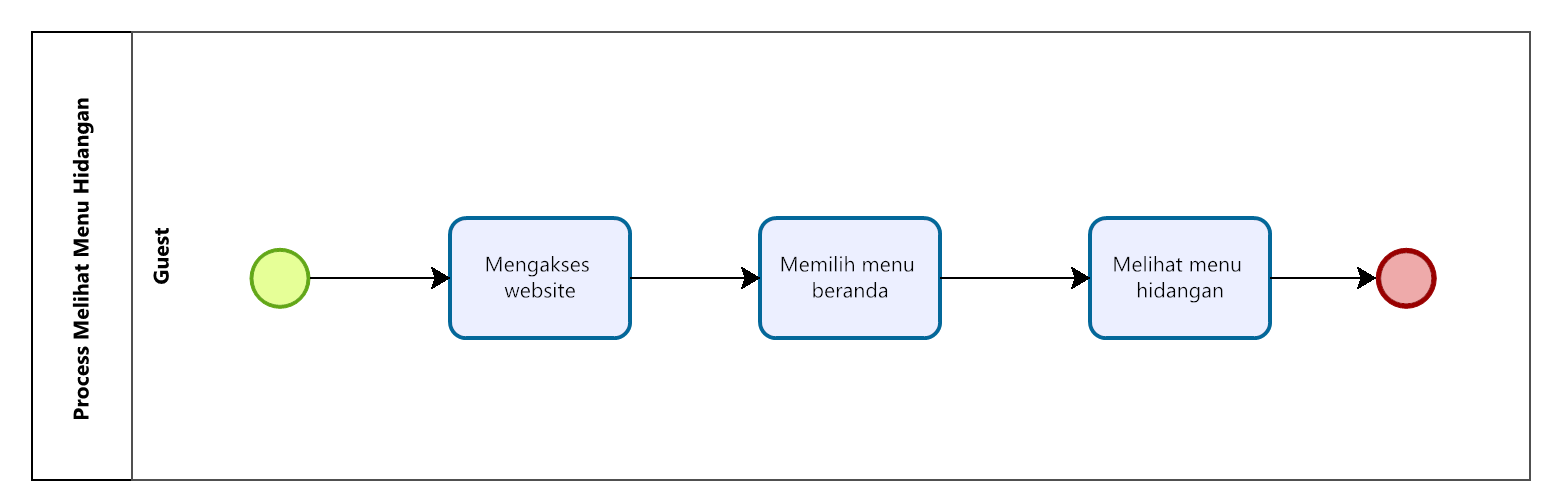 Process Melihat Menu Hidangan
Guest
Mengakses
website
Memilih menu
beranda
Melihat menu
hidangan